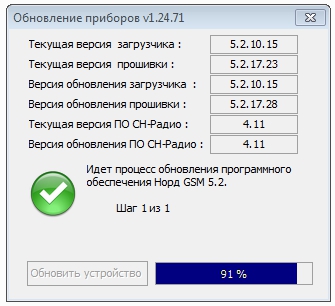 Обновление приборов v1.24.71
Текущая версия загрузчика : 5.2.10.15
Текущая версия прошивки : 5.2.17.23
Версия обновления загрузчика : 5.2.10.15
Версия обновления прошивки : 5.2.17.28
Текущая версия ПО СН-Радио : 4.11
Версия обновления ПО СН-Радио : 4.11
Идет процесс обновления программного
обеспечения Норд GSM 5.2.
Шаг 1 из 1
Обновить устройство 91 %